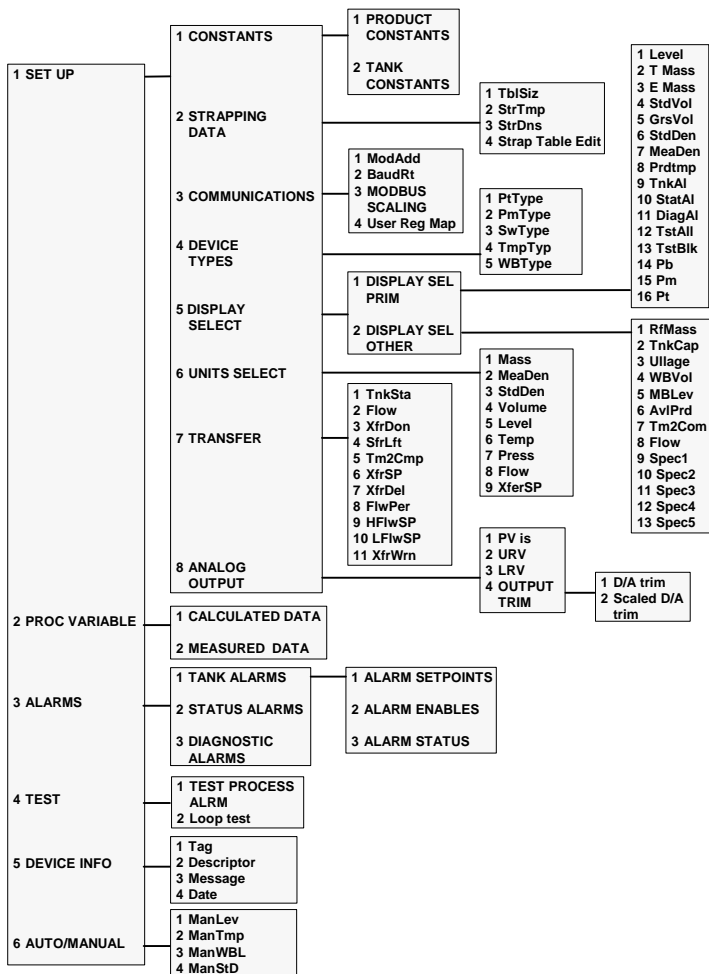 1 SET UP
2 PROC VARIABLE
3 ALARMS
4 TEST
5 DEVICE INFO
6 AUTO/MANUAL
1 CONSTANTS
2 STRAPPING
DATA
3 COMMUNICATIONS
4 DEVICE
TYPES
5 DISPLAY
SELECT
6 UNITS SELECT
7 TRANSFER
8 ANALOG
OUTPUT
1 PRODUCT
CONSTANTS
2 TANK
CONSTANTS
1 TblSiz
2 StrTmp
3 StrDns
4 Strap Table Edit
1 ModAdd
2 BaudRt
3 MODBUS
SCALING
4 User Reg Map
1 PtType
2 PmType
3 SwType
4 TmpTyp
5 WBType
1 DISPLAY SEL
PRIM
2 DISPLAY SEL
OTHER
1 Level
2 T Mass
3 E Mass
4 StdVol
5 GrsVol
6 StdDen
7 MeaDen
8 Prdtmp
9 TnkAl
10 StatAl
11 DiagAl
12 TstAll
13 TstBlk
14 Pb
15 Pm
16 Pt
1 RfMass
2 TnkCap
3 Ullage
4 WBVol
5 MBLev
6 AvlPrd
7 Tm2Com
8 Flow
9 Spec1
10 Spec2
11 Spec3
12 Spec4
13 Spec5
1 Mass
2 MeaDen
3 StdDen
4 Volume
5 Level
6 Temp
7 Press
8 Flow
9 XferSP
1 TnkSta
2 Flow
3 XfrDon
4 SfrLft
5 Tm2Cmp
6 XfrSP
7 XfrDel
8 FlwPer
9 HFlwSP
10 LFlwSP
11 XfrWrn
1 PV is
2 URV
3 LRV
4 OUTPUT
TRIM
1 D/A trim
2 Scaled D/A
trim
1 CALCULATED DATA
2 MEASURED DATA
1 TANK ALARMS
2 STATUS ALARMS
3 DIAGNOSTIC
ALARMS
1 ALARM SETPOINTS
2 ALARM ENABLES
3 ALARM STATUS
1 TEST PROCESS
ALRM
2 Loop test
1 Tag
2 Descriptor
3 Message
4 Date
1 ManLev
2 ManTmp
3 ManWBL
4 ManStD